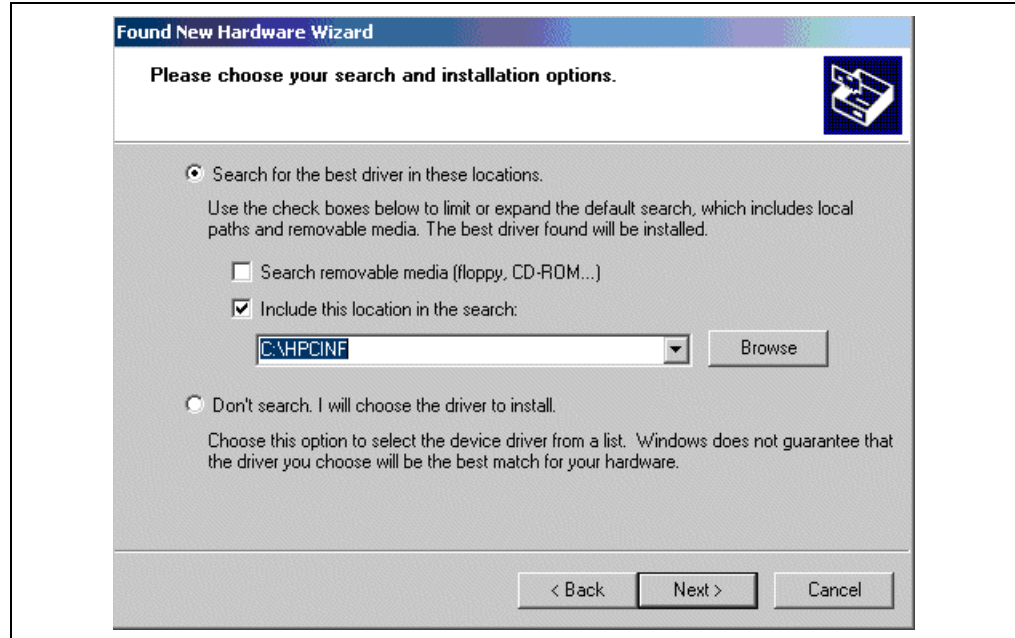 Found New Hardware Wizard
Please choose your search and installation options.
Search for the best driver in these locations.
Use the check boxes below to limit or expand the default search, which includes local
paths and removable media. The best driver found will be installed.
Search removable media (floppy, CD-ROM...)
Include this location in the search:
C:\HPCINF
Browse
Don't search. I will choose the driver to install.
Choose this option to select the device driver from a list. Windows does not guarantee that
the driver you choose will be the best match for your hardware.
< Back Next > Cancel